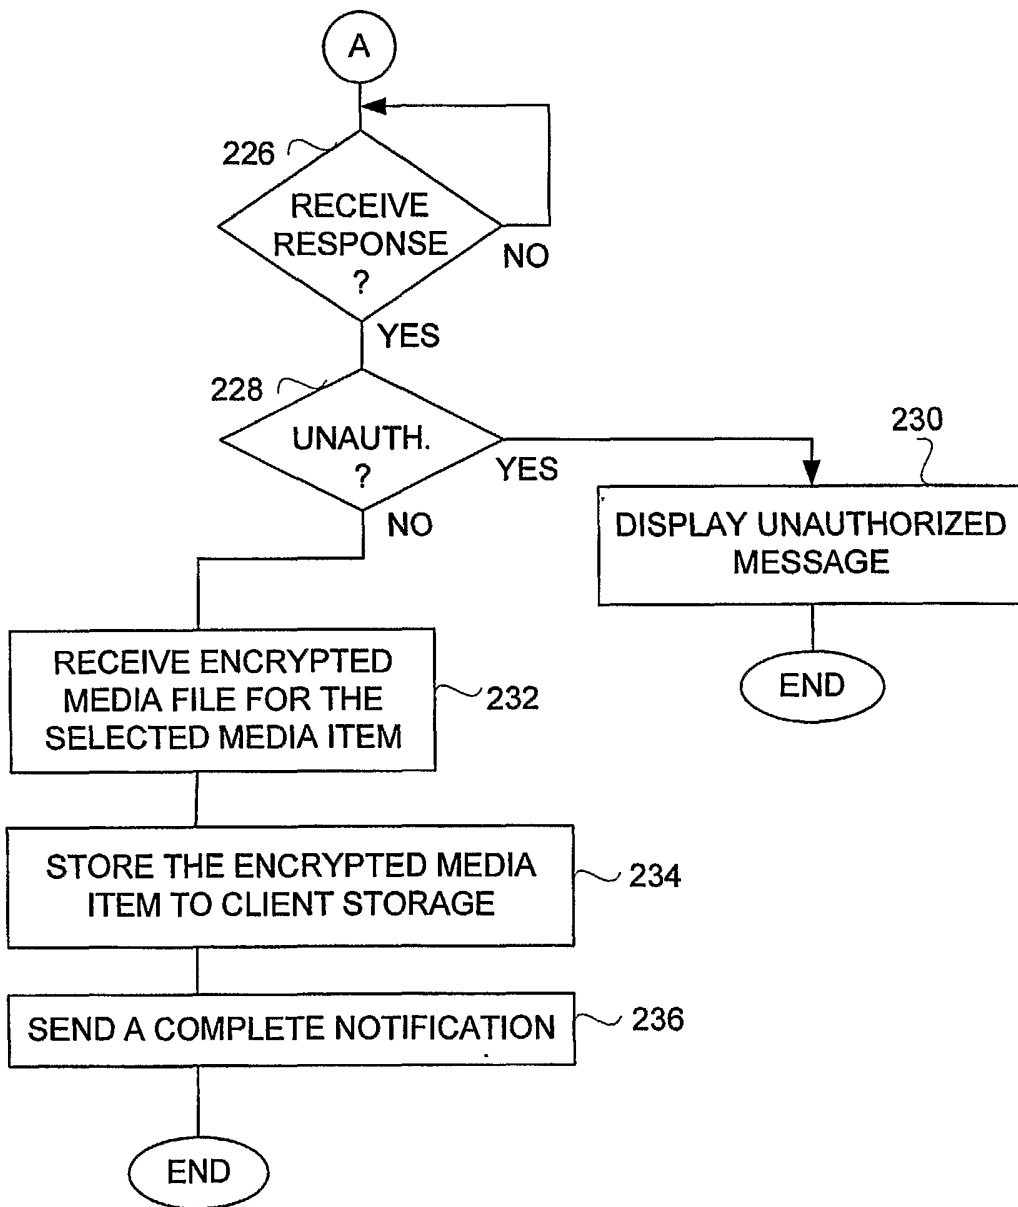 A
226
RECEIVE
RESPONSE
?
NO
YES
228
UNAUTH.
?
YES
NO
230
DISPLAY UNAUTHORIZED
MESSAGE
END
RECEIVE ENCRYPTED
MEDIA FILE FOR THE
SELECTED MEDIA ITEM
232
STORE THE ENCRYPTED MEDIA
ITEM TO CLIENT STORAGE
234
SEND A COMPLETE NOTIFICATION
236
END